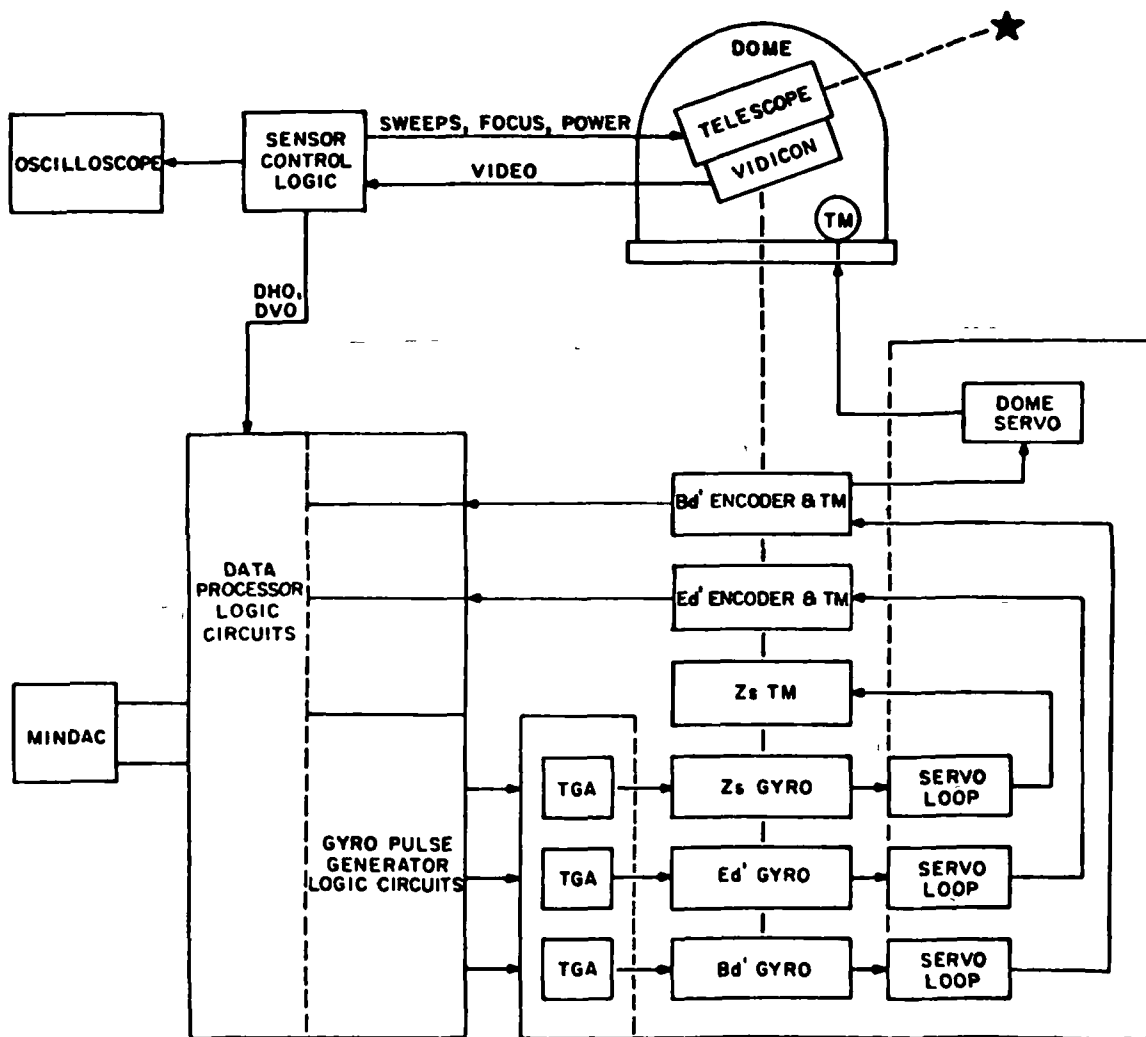 DOME
TELESCOPE
VIDICON
TM
OSCILLOSCOPE
SENSOR
CONTROL
LOGIC
SWEEPS, FOCUS, POWER
VIDEO
DHO,
DVO
DOME
SERVO
Bd' ENCODER & TM
Ed' ENCODER & TM
Zs TM
DATA
PROCESSOR
LOGIC
CIRCUITS
MINDAC
GYRO PULSE
GENERATOR
LOGIC CIRCUITS
TGA
Zs GYRO
SERVO
LOOP
TGA
Ed' GYRO
SERVO
LOOP
TGA
Bd' GYRO
SERVO
LOOP